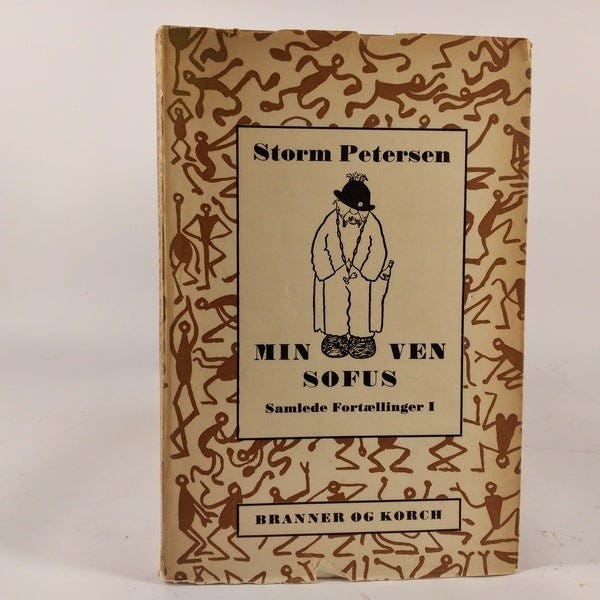 Storm Petersen
MIN VEN
SOFUS
Samlede Fortællinger I
BRANNER OG KORCH